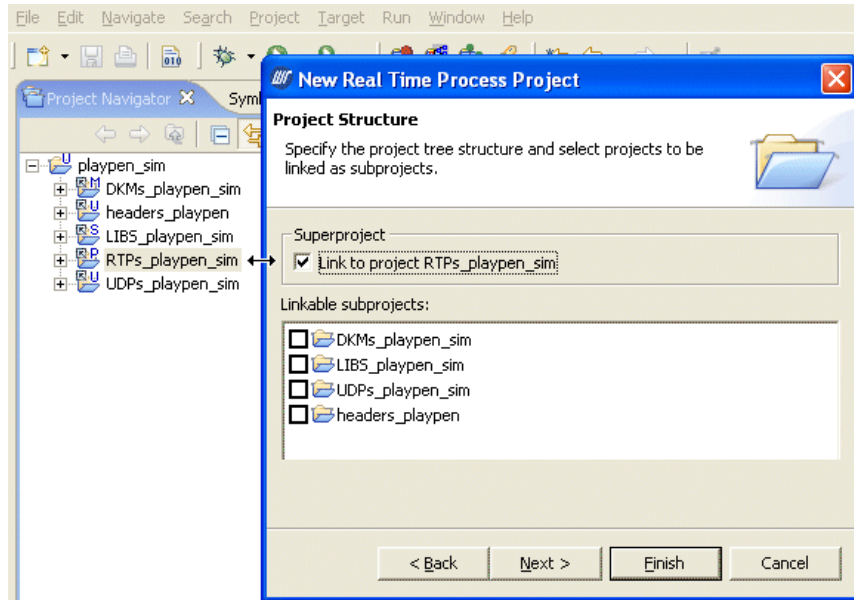 File Edit Navigate Search Project Target Run Window Help
010
New Real Time Process Project
Project Navigator
Project Structure
Specify the project tree structure and select projects to be
linked as subprojects.
playpen_sim
DKMs_playpen_sim
headers_playpen
LIBS_playpen_sim
RTPs_playpen_sim
UDPs_playpen_sim
Superproject
Link to project RTPs_playpen_sim
Linkable subprojects:
DKMs_playpen_sim
LIBS_playpen_sim
UDPs_playpen_sim
headers_playpen
< Back Next > Finish Cancel